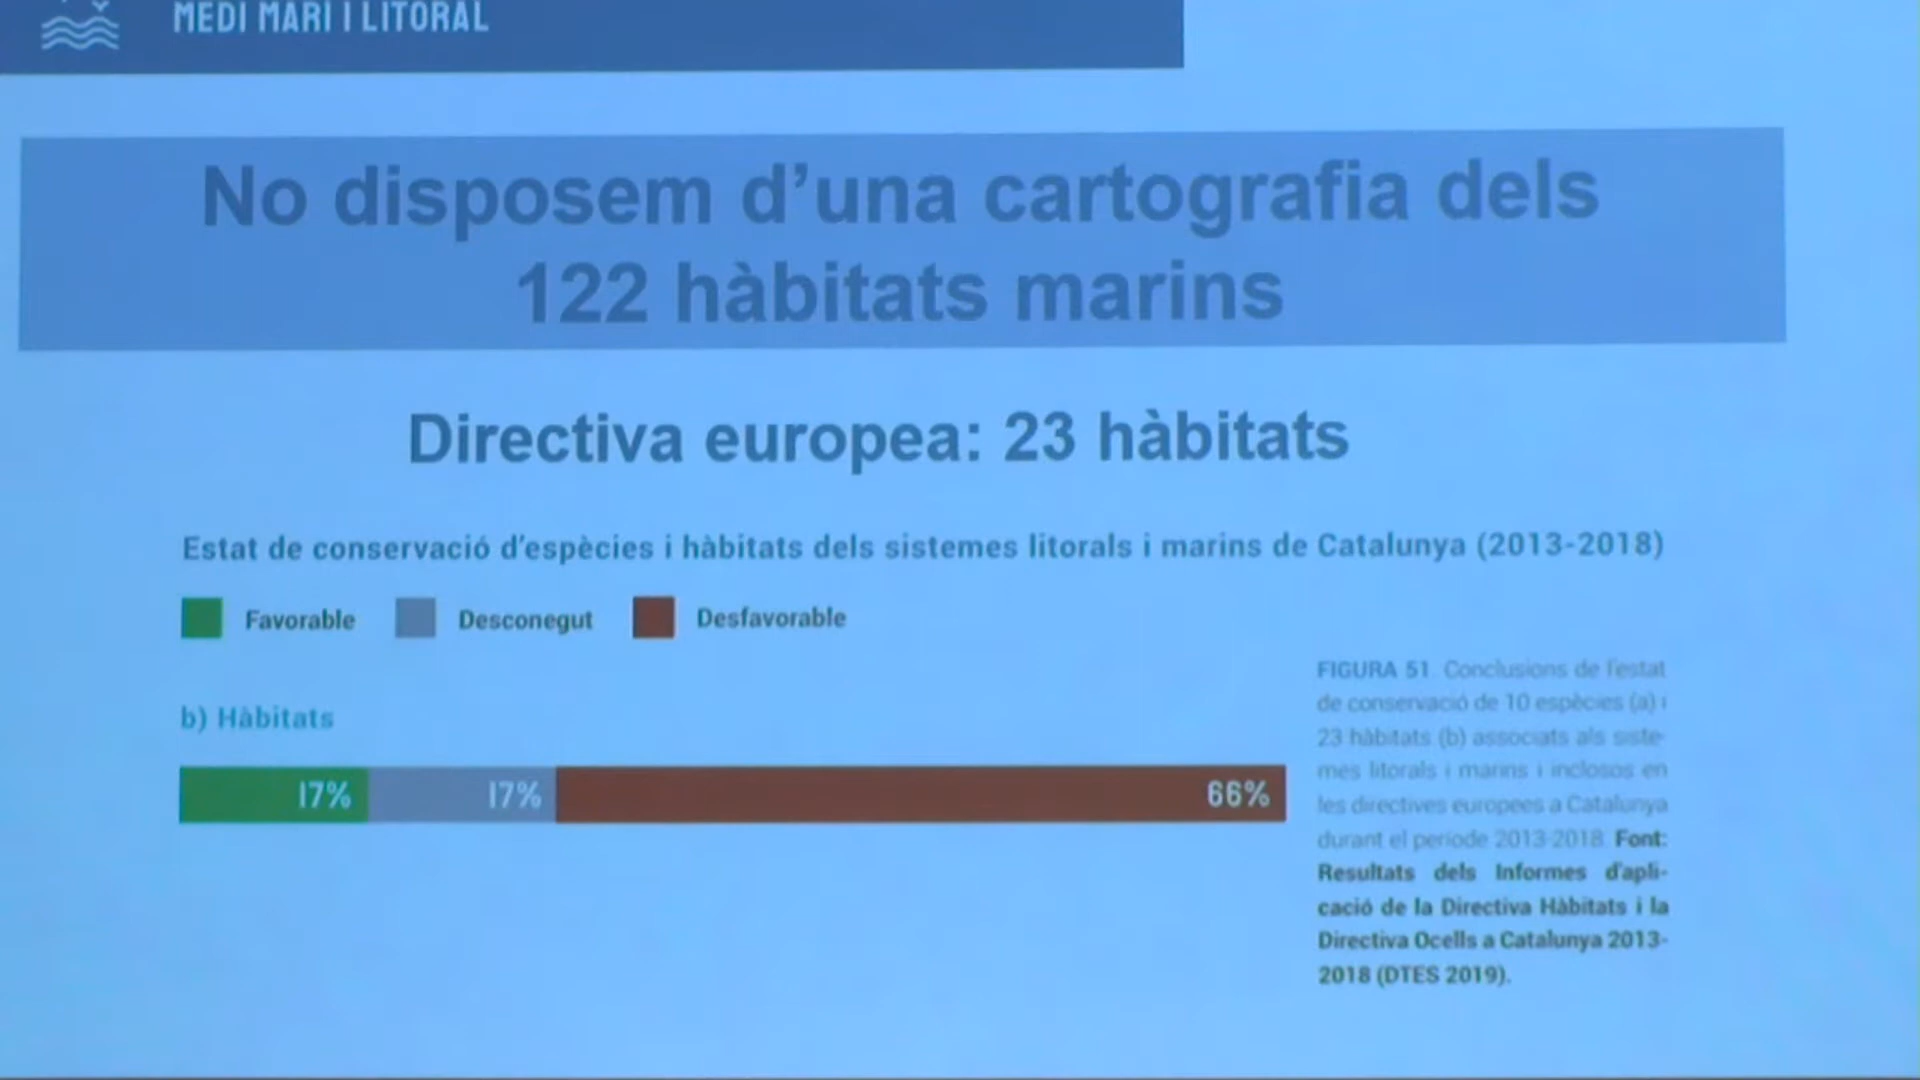 MEDI MARI I LITORAL
No disposem d'una cartografia dels
122 hàbitats marins
Directiva europea: 23 hàbitats
Estat de conservació d'espècies i hàbitats dels sistemes litorals i marins de Catalunya (2013-2018)
Favorable Desconegut Desfavorable
b) Hàbitats
17% 17% 66%
FIGURA 51. Conclusions de l'estat
de conservació de 10 espècies (a) i
23 hàbitats (b) associats als siste-
mes litorals i marins i inclosos en
les directives europees a Catalunya
durant el període 2013-2018. Font:
Resultats dels Informes d'apli-
cació de la Directiva Hàbitats i la
Directiva Ocells a Catalunya 2013-
2018 (DTES 2019).